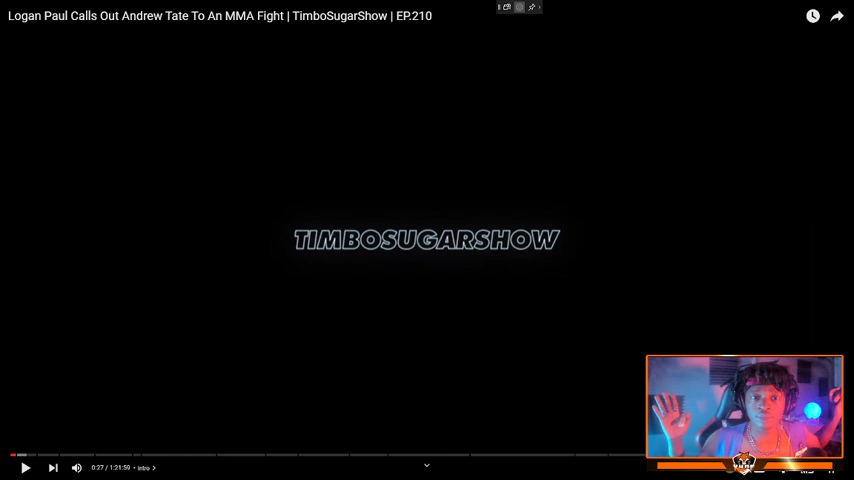 Logan Paul Calls Out Andrew Tate To An MMA Fight | TimboSugarShow | EP.210
TIMBOSUGARSHOW
0:27 / 1:21:59 • Intro